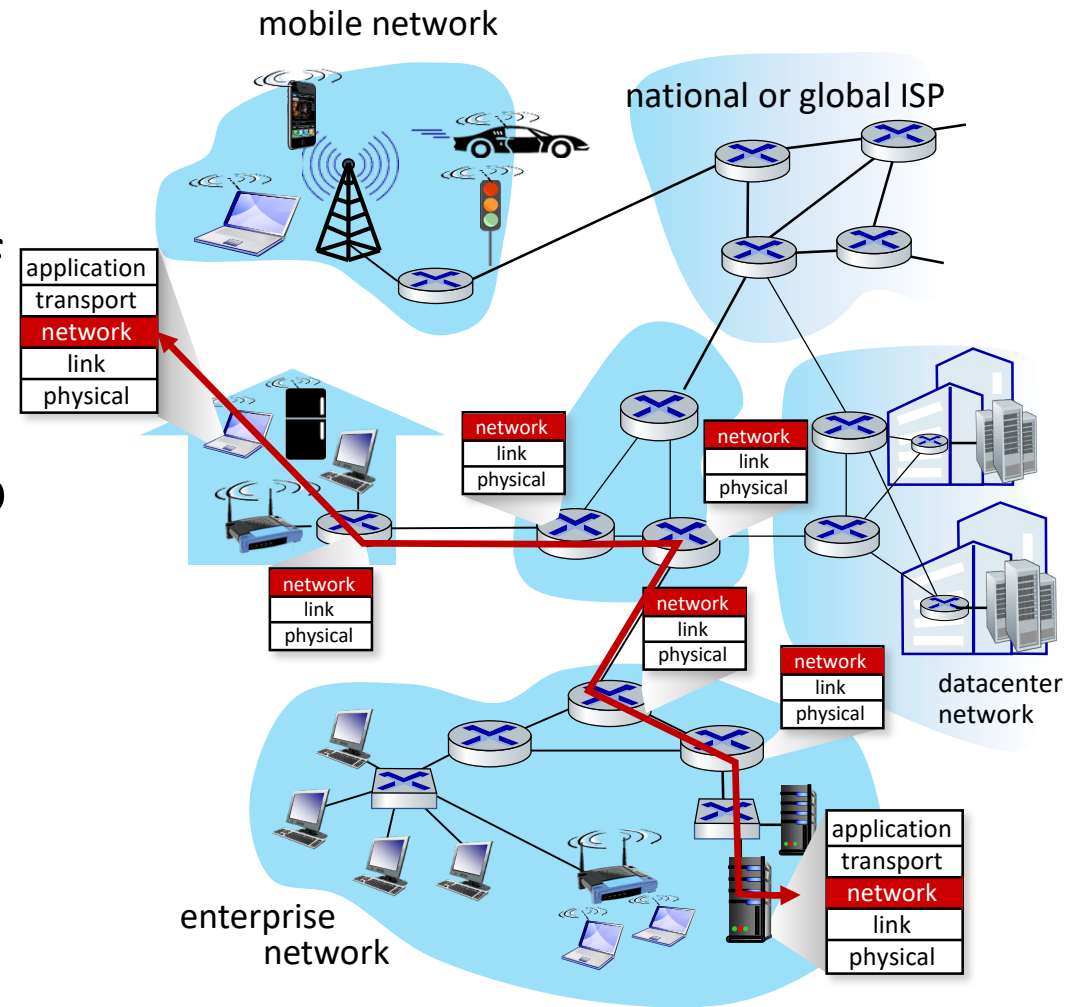 mobile network
national or global ISP
application
transport
network
link
physical
network
link
physical
network
link
physical
network
link
physical
network
link
physical
network
link
physical
datacenter
network
application
transport
network
link
physical
enterprise
network